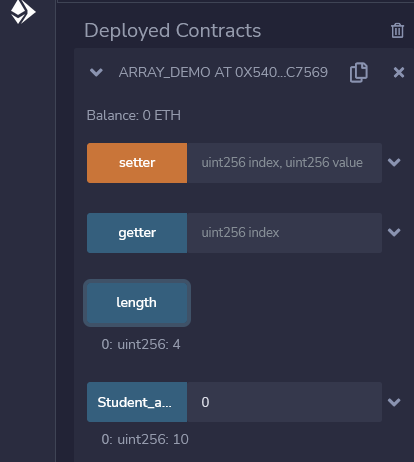 Deployed Contracts
ARRAY_DEMO AT 0X540...C7569
Balance: 0 ETH
setter uint256 index, uint256 value
getter uint256 index
length
0: uint256: 4
Student_a... 0
0: uint256: 10